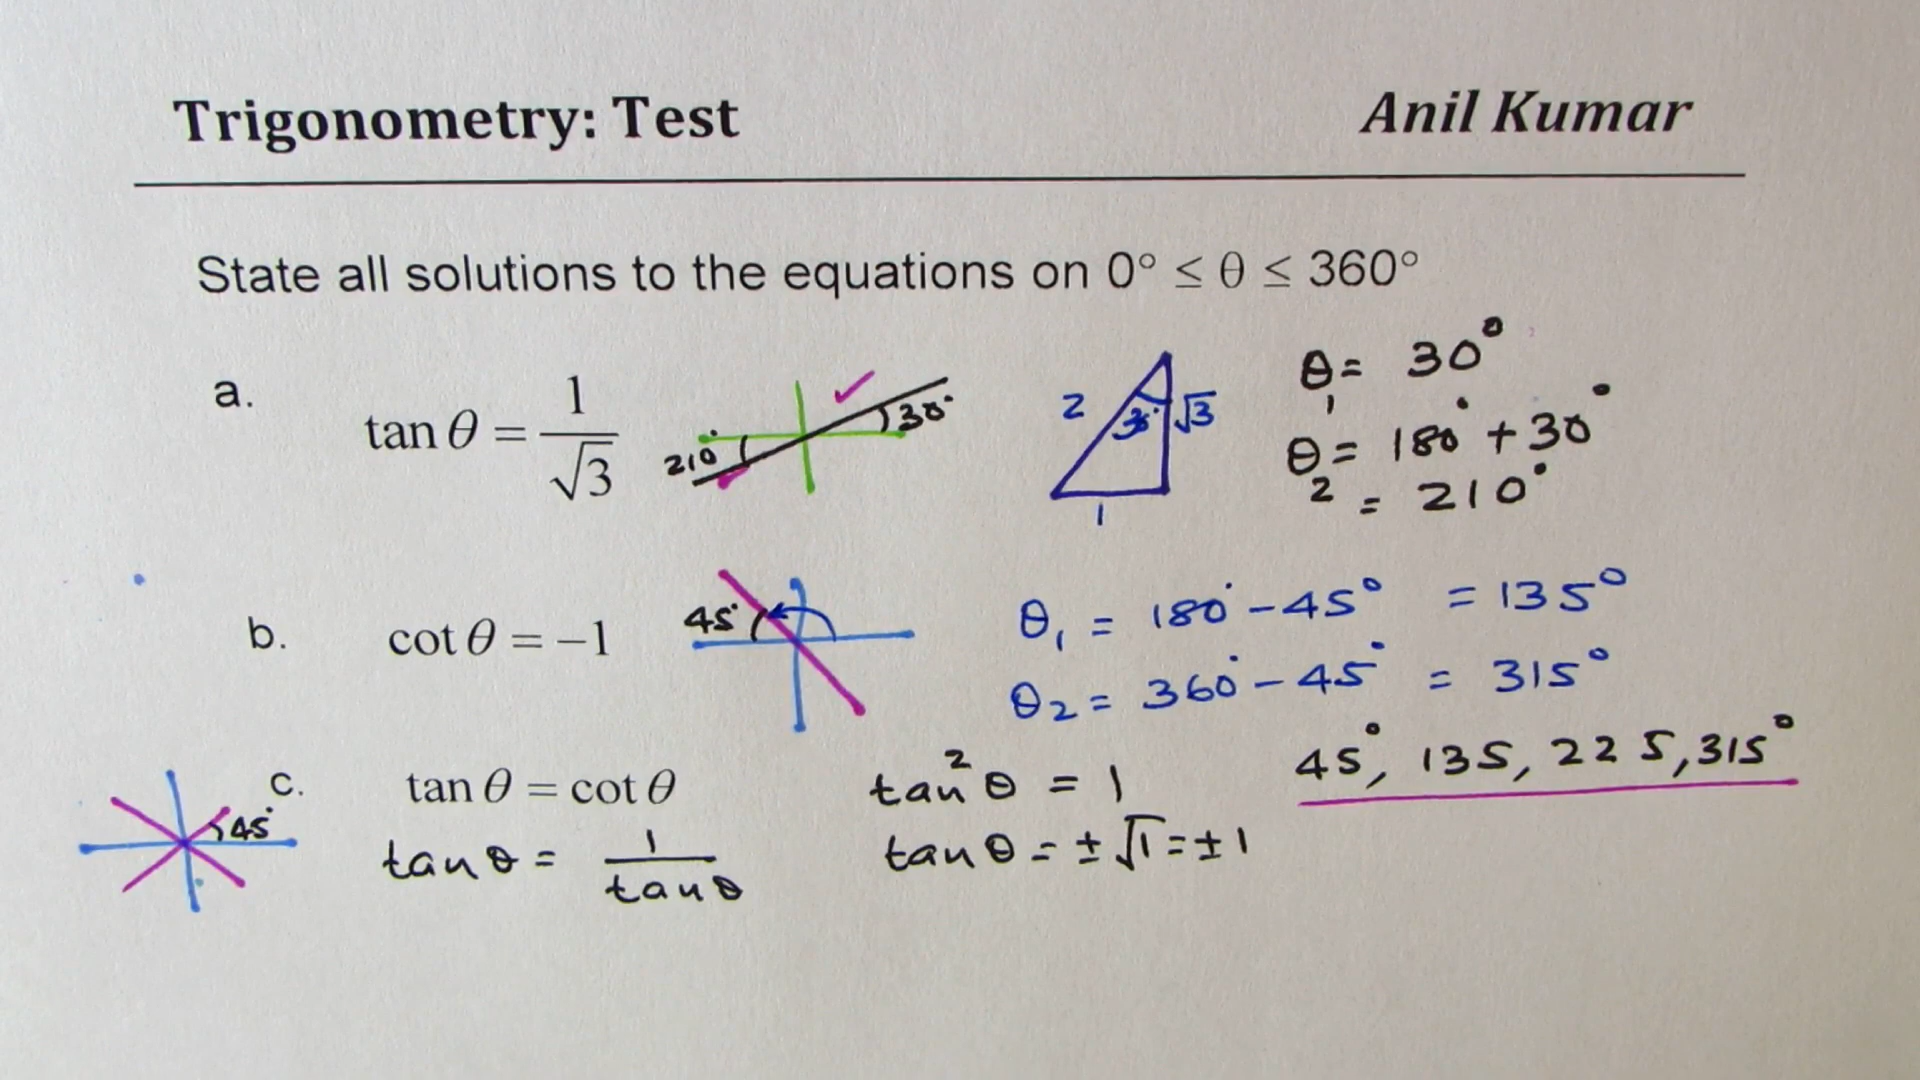 Trigonometry: Test
Anil Kumar
State all solutions to the equations on 0° ≤ θ ≤ 360°
a.
tan θ = 1/√3
210°
30°
2
30°
√3
1
θ₁ = 30°
θ₂ = 180° + 30°
= 210°
b.
cot θ = −1
45°
θ₁ = 180° − 45° = 135°
θ₂ = 360° − 45° = 315°
c.
45°
tan θ = cot θ
tan θ = 1/tan θ
tan² θ = 1
tan θ = ± √1 = ± 1
45°, 135, 225, 315°